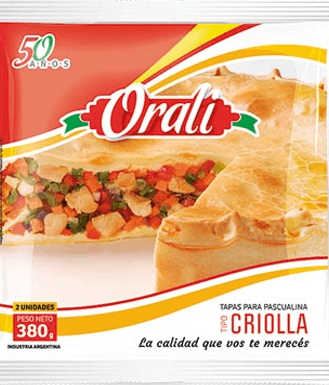 50
AÑOS
Orali
2 UNIDADES
PESO NETO
380g
INDUSTRIA ARGENTINA
TAPAS PARA PASCUALINA
TIPO CRIOLLA
La calidad que vos te merecés